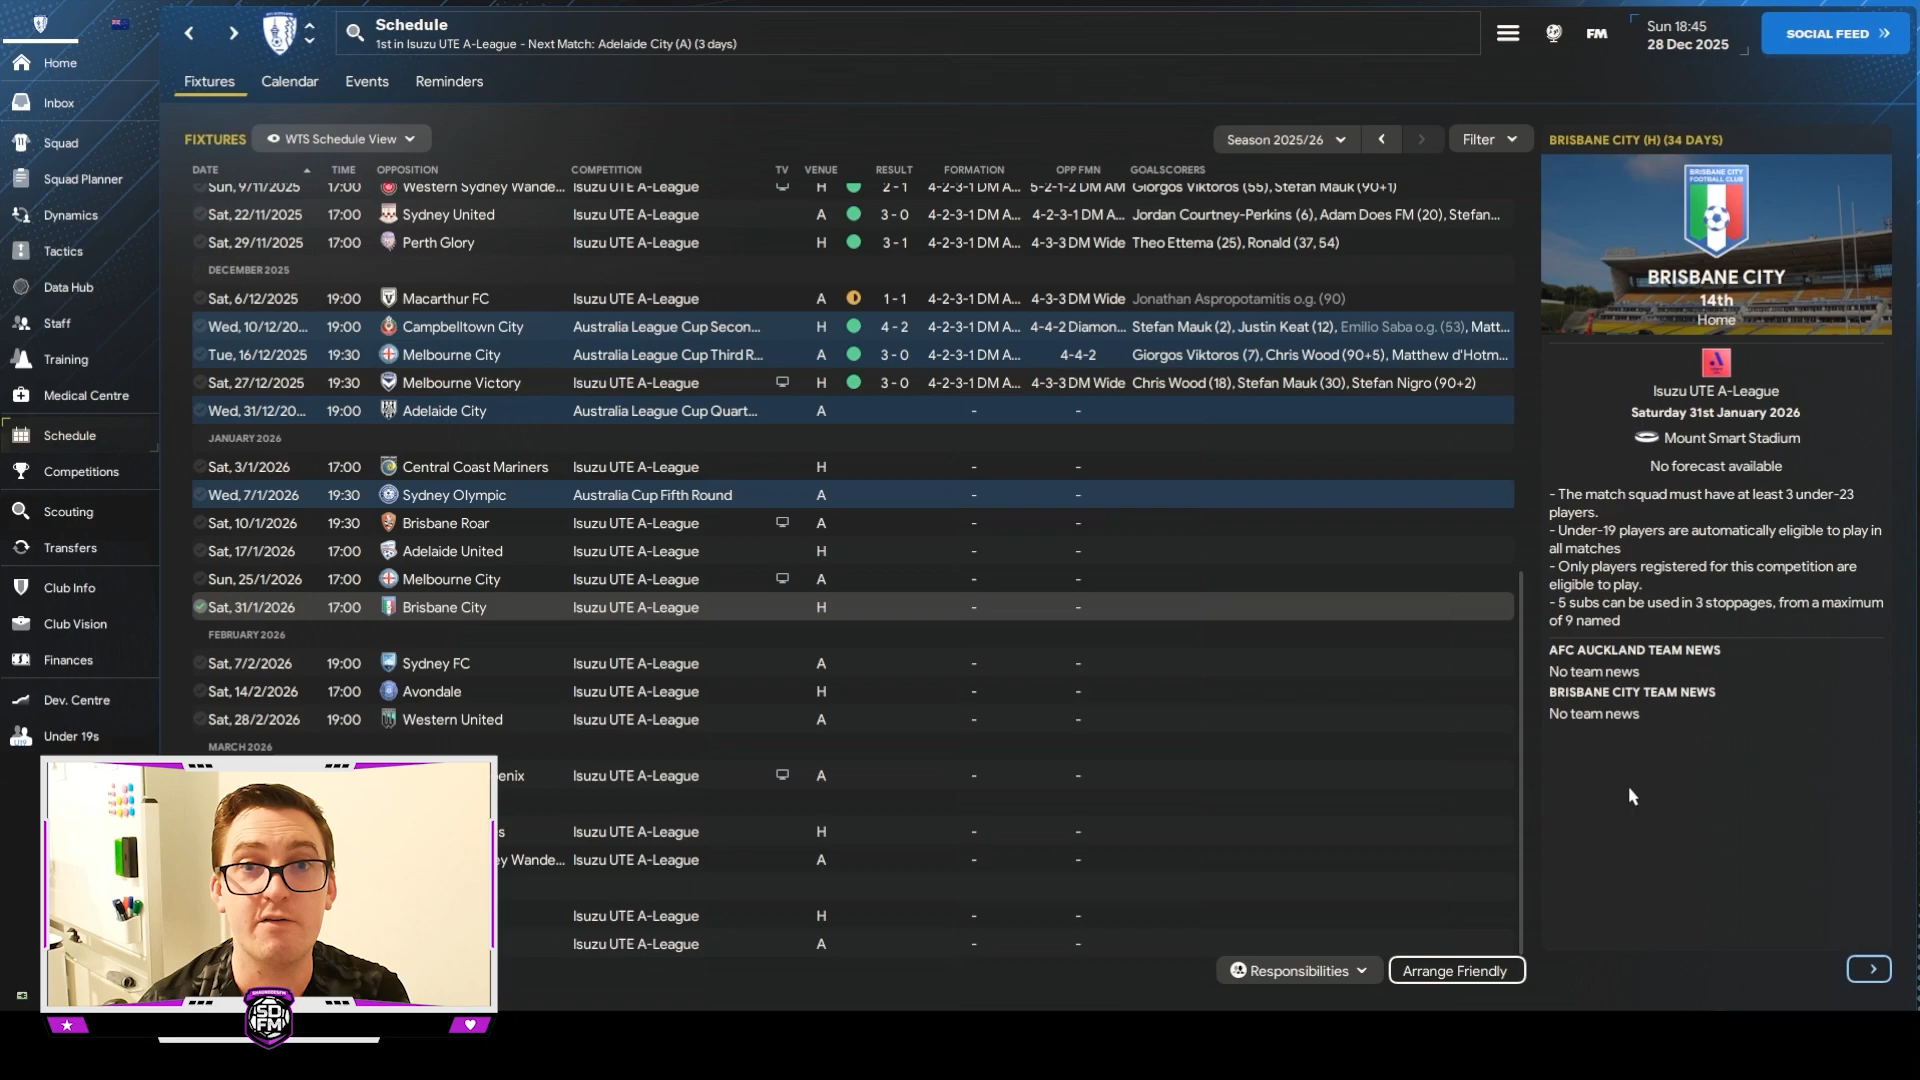 Schedule
1st in Isuzu UTE A-League - Next Match: Adelaide City (A) (3 days)
FM
Sun 18:45
28 Dec 2025
SOCIAL FEED
Home
Inbox
Squad
Squad Planner
Dynamics
Tactics
Data Hub
Staff
Training
Medical Centre
Schedule
Competitions
Scouting
Transfers
Club Info
Club Vision
Finances
Dev. Centre
Under 19s
U19
Fixtures Calendar Events Reminders
FIXTURES WTS Schedule View Season 2025/26 Filter
DATE TIME OPPOSITION COMPETITION TV VENUE RESULT FORMATION OPP FMN GOALSCORERS
Sun, 9/11/2025 17:00 Western Sydney Wande... Isuzu UTE A-League H 2 - 1 4-2-3-1 DM A... 5-2-1-2 DM AM Giorgos Viktoros (55), Stefan Mauk (90+1)
Sat, 22/11/2025 17:00 Sydney United Isuzu UTE A-League A 3 - 0 4-2-3-1 DM A... 4-2-3-1 DM A... Jordan Courtney-Perkins (6), Adam Does FM (20), Stefan...
Sat, 29/11/2025 17:00 Perth Glory Isuzu UTE A-League H 3 - 1 4-2-3-1 DM A... 4-3-3 DM Wide Theo Ettema (25), Ronald (37, 54)
DECEMBER 2025
Sat, 6/12/2025 19:00 Macarthur FC Isuzu UTE A-League A 1 - 1 4-2-3-1 DM A... 4-3-3 DM Wide Jonathan Aspropotamitis o.g. (90)
Wed, 10/12/20... 19:00 Campbelltown City Australia League Cup Secon... H 4 - 2 4-2-3-1 DM A... 4-4-2 Diamon... Stefan Mauk (2), Justin Keat (12), Emilio Saba o.g. (53), Matt...
Tue, 16/12/2025 19:30 Melbourne City Australia League Cup Third R... A 3 - 0 4-2-3-1 DM A... 4-4-2 Giorgos Viktoros (7), Chris Wood (90+5), Matthew d'Hotm...
Sat, 27/12/2025 19:30 Melbourne Victory Isuzu UTE A-League H 3 - 0 4-2-3-1 DM A... 4-3-3 DM Wide Chris Wood (18), Stefan Mauk (30), Stefan Nigro (90+2)
Wed, 31/12/20... 19:00 Adelaide City Australia League Cup Quart... A - -
JANUARY 2026
Sat, 3/1/2026 17:00 Central Coast Mariners Isuzu UTE A-League H - -
Wed, 7/1/2026 19:30 Sydney Olympic Australia Cup Fifth Round A - -
Sat, 10/1/2026 19:30 Brisbane Roar Isuzu UTE A-League A - -
Sat, 17/1/2026 17:00 Adelaide United Isuzu UTE A-League H - -
Sun, 25/1/2026 17:00 Melbourne City Isuzu UTE A-League A - -
Sat, 31/1/2026 17:00 Brisbane City Isuzu UTE A-League H - -
FEBRUARY 2026
Sat, 7/2/2026 19:00 Sydney FC Isuzu UTE A-League A - -
Sat, 14/2/2026 17:00 Avondale Isuzu UTE A-League H - -
Sat, 28/2/2026 19:00 Western United Isuzu UTE A-League A - -
MARCH 2026
enix Isuzu UTE A-League A - -
s Isuzu UTE A-League H - -
ey Wande... Isuzu UTE A-League A - -
Isuzu UTE A-League H - -
Isuzu UTE A-League A - -
Responsibilities Arrange Friendly
BRISBANE CITY (H) (34 DAYS)
BRISBANE CITY
FOOTBALL CLUB
BRISBANE CITY
14th
Home
Isuzu UTE A-League
Saturday 31st January 2026
Mount Smart Stadium
No forecast available
- The match squad must have at least 3 under-23
players.
- Under-19 players are automatically eligible to play in
all matches
- Only players registered for this competition are
eligible to play.
- 5 subs can be used in 3 stoppages, from a maximum
of 9 named
AFC AUCKLAND TEAM NEWS
No team news
BRISBANE CITY TEAM NEWS
No team news
SD
FM